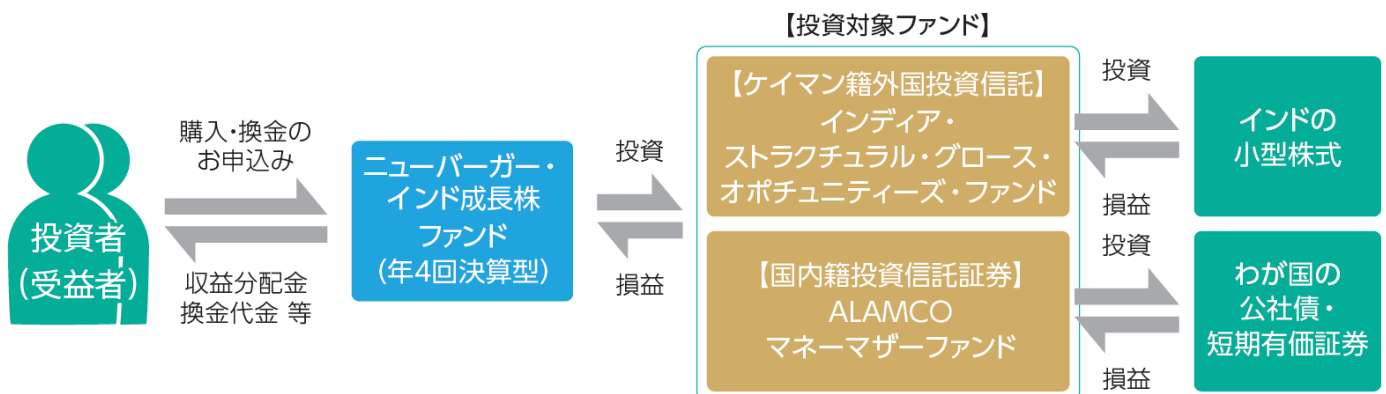 【投資対象ファンド】
購入・換金の
お申込み
投資者
（受益者）
収益分配金
換金代金 等
ニューバーガー・
インド成長株
ファンド
（年4回決算型）
投資
損益
【ケイマン籍外国投資信託】
インディア・
ストラクチュラル・グロース・
オポチュニティーズ・ファンド
投資
損益
インドの
小型株式
【国内籍投資信託証券】
ALAMCO
マネーマザーファンド
投資
損益
わが国の
公社債・
短期有価証券